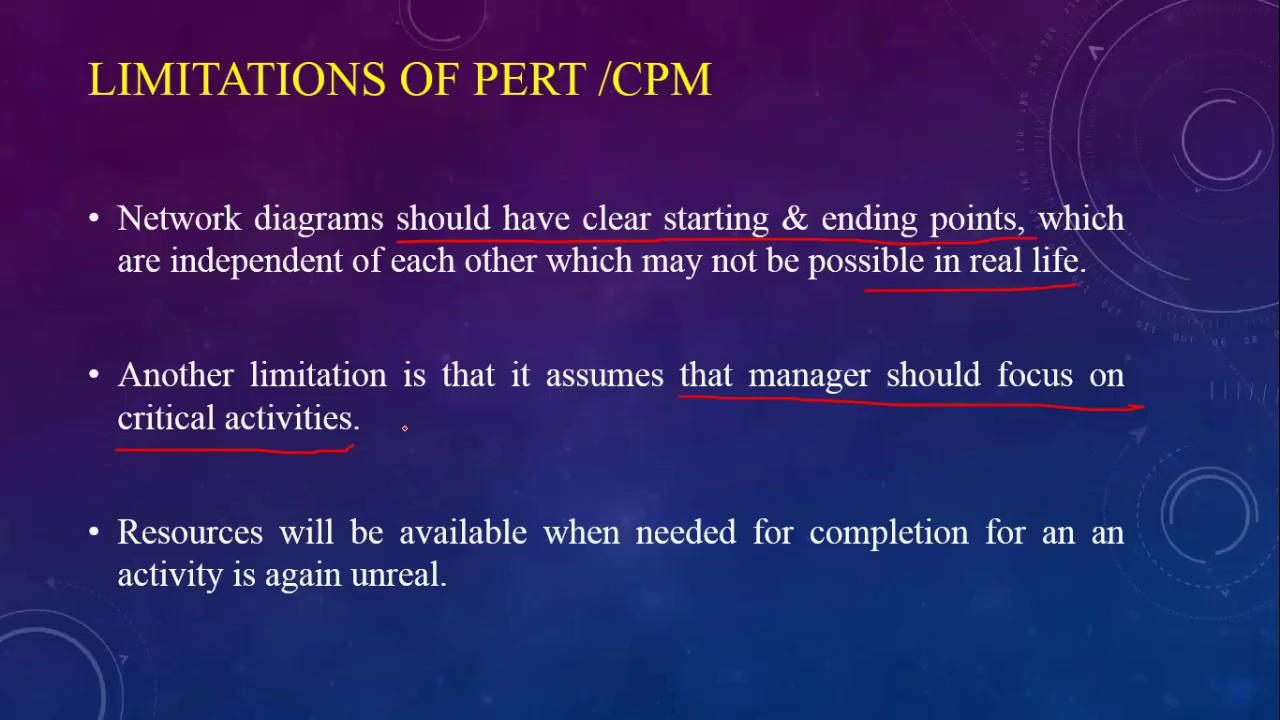 LIMITATIONS OF PERT /CPM
• Network diagrams should have clear starting & ending points, which
are independent of each other which may not be possible in real life.
• Another limitation is that it assumes that manager should focus on
critical activities.
• Resources will be available when needed for completion for an an
activity is again unreal.